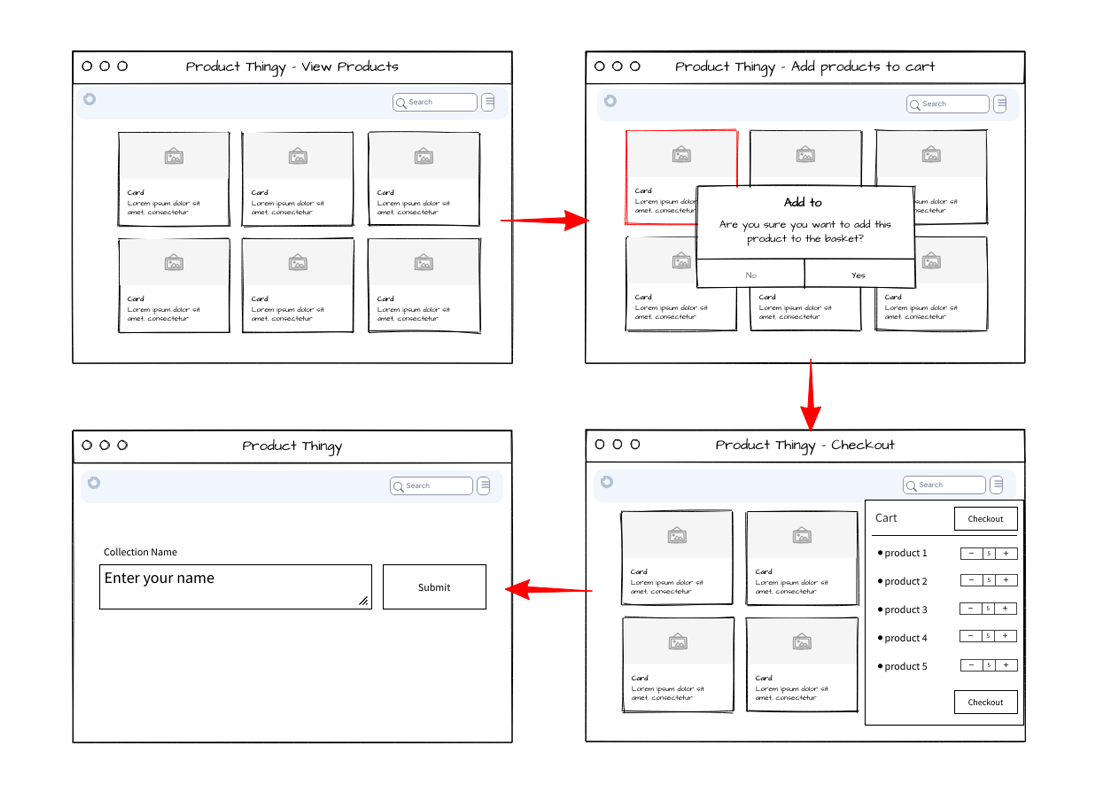 Product Thingy - View Products
Search
Card
Lorem ipsum dolor sit
amet, consectetur
Card
Lorem ipsum dolor sit
amet, consectetur
Card
Lorem ipsum dolor sit
amet, consectetur
Card
Lorem ipsum dolor sit
amet, consectetur
Card
Lorem ipsum dolor sit
amet, consectetur
Card
Lorem ipsum dolor sit
amet, consectetur
Product Thingy - Add products to cart
Search
Card
Lorem ipsum dolor
amet, consectetur
dolor sit
Add to
Are you sure you want to add this
product to the basket?
No
Yes
Card
Lorem ipsum dolor sit
amet, consectetur
Card
Lorem ipsum dolor sit
amet, consectetur
Card
Lorem ipsum dolor sit
amet, consectetur
Product Thingy - Checkout
Search
Card
Lorem ipsum dolor sit
amet, consectetur
Card
Lorem ipsum dolor sit
amet, consectetur
Card
Lorem ipsum dolor sit
amet, consectetur
Card
Lorem ipsum dolor sit
amet, consectetur
Cart
Checkout
product 1 − 5 +
product 2 − 5 +
product 3 − 5 +
product 4 − 5 +
product 5 − 5 +
Checkout
Product Thingy
Search
Collection Name
Enter your name
Submit